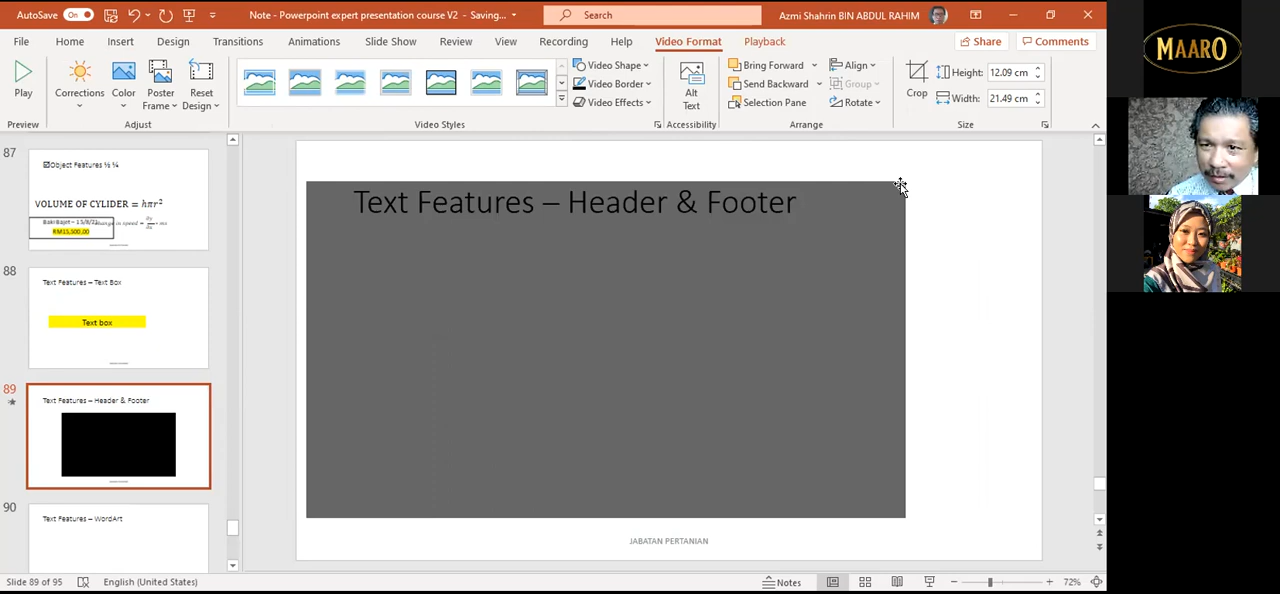 AutoSave On Note - Powerpoint expert presentation course V2 - Saving... Search Azmi Shahrin BIN ABDUL RAHIM
File Home Insert Design Transitions Animations Slide Show Review View Recording Help Video Format Playback Share Comments
Play Corrections Color Poster Frame Reset Design Video Shape Video Border Video Effects Alt Text Bring Forward Send Backward Selection Pane Align Group Rotate Crop Height: 12.09 cm Width: 21.49 cm
Preview Adjust Video Styles Accessibility Arrange Size
MAARO
87
Object Features ½ ¼
VOLUME OF CYLIDER = hπr²
RM15,500.00
88
Text Features – Text Box
Text box
89
Text Features – Header & Footer
90
Text Features – WordArt
Text Features – Header & Footer
JABATAN PERTANIAN
Slide 89 of 95 English (United States) Notes 72%